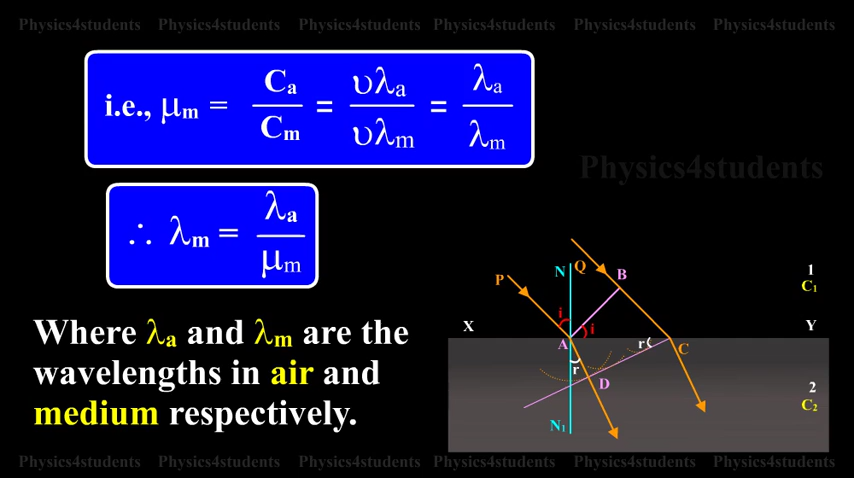 Physics4students Physics4students Physics4students Physics4students Physics4students Physics4students
i.e., μm = Ca / Cm = υλa / υλm = λa / λm
Physics4students
∴ λm = λa / μm
Where λa and λm are the
wavelengths in air and
medium respectively.
N Q B
P
1
C1
i i
X Y
A C
r r
D
2
C2
N1
Physics4students Physics4students Physics4students Physics4students Physics4students Physics4students